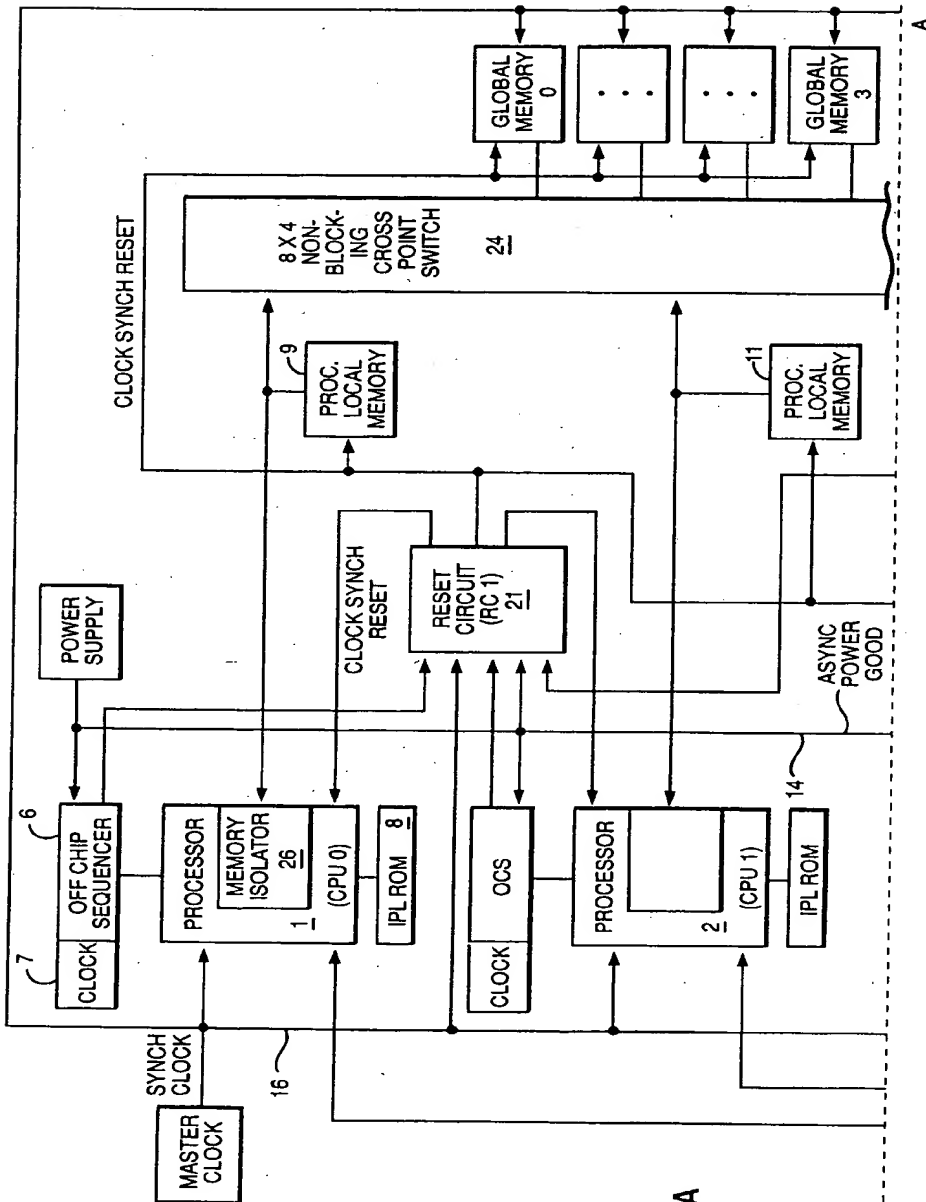 MASTER
CLOCK
SYNCH
CLOCK
16
7
CLOCK
6
OFF CHIP
SEQUENCER
POWER
SUPPLY
PROCESSOR
1
MEMORY
ISOLATOR
26
(CPU 0)
IPL ROM 8
CLOCK
OCS
PROCESSOR
2
(CPU 1)
IPL ROM
14
ASYNC
POWER
GOOD
CLOCK SYNCH
RESET
RESET
CIRCUIT
(RC 1)
21
9
PROC.
LOCAL
MEMORY
11
PROC.
LOCAL
MEMORY
CLOCK SYNCH RESET
8 X 4
NON-
BLOCK-
ING
CROSS
POINT
SWITCH
24
GLOBAL
MEMORY
0
. . .
. . .
GLOBAL
MEMORY
3
A
A